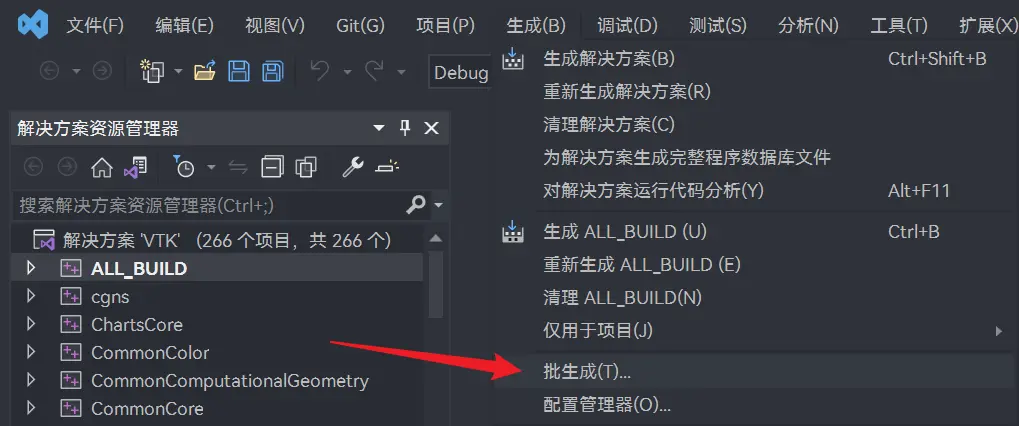 文件(F) 编辑(E) 视图(V) Git(G) 项目(P) 生成(B) 调试(D) 测试(S) 分析(N) 工具(T) 扩展(X)
Debug
生成解决方案(B) Ctrl+Shift+B
重新生成解决方案(R)
清理解决方案(C)
为解决方案生成完整程序数据库文件
对解决方案运行代码分析(Y) Alt+F11
生成 ALL_BUILD (U) Ctrl+B
重新生成 ALL_BUILD (E)
清理 ALL_BUILD(N)
仅用于项目(J)
批生成(T)...
配置管理器(O)...
解决方案资源管理器
搜索解决方案资源管理器(Ctrl+;)
解决方案 'VTK' (266 个项目，共 266 个)
ALL_BUILD
cgns
ChartsCore
CommonColor
CommonComputationalGeometry
CommonCore